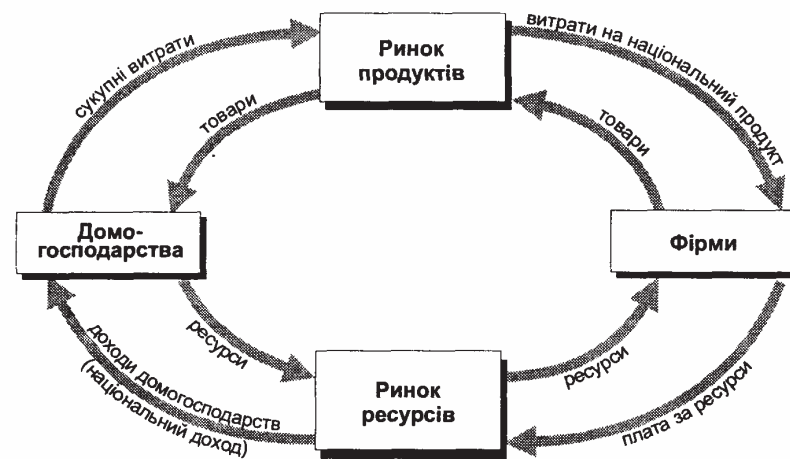 Ринок
продуктів
сукупні витрати
витрати на національний продукт
товари
товари
Домо-
господарства
Фірми
ресурси
ресурси
доходи домогосподарств
(національний доход)
Ринок
ресурсів
плата за ресурси